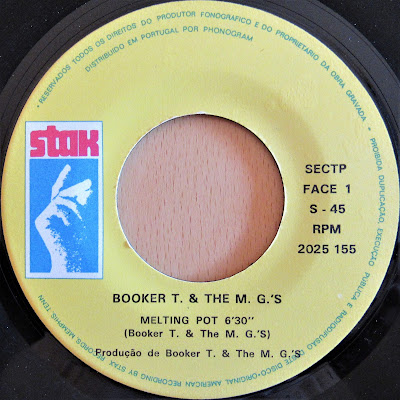 • RESERVADOS TODOS OS DIREITOS DO PRODUTOR FONOGRÁFICO E DO PROPRIETÁRIO DA OBRA GRAVADA •
DISTRIBUIDO EM PORTUGAL POR PHONOGRAM
PROIBIDA DUPLICAÇÃO, EXECUÇÃO PÚBLICA E RADIODIFUSÃO DESTE DISCO-ORIGINAL AMERICAN RECORDING BY STAX RECORDS MEMPHIS TENN
stax
SECTP
FACE 1
S - 45
RPM
2025 155
BOOKER T. & THE M. G.'S
MELTING POT 6'30''
(Booker T. & The M. G'S)
Produção de Booker T. & The M. G.'S